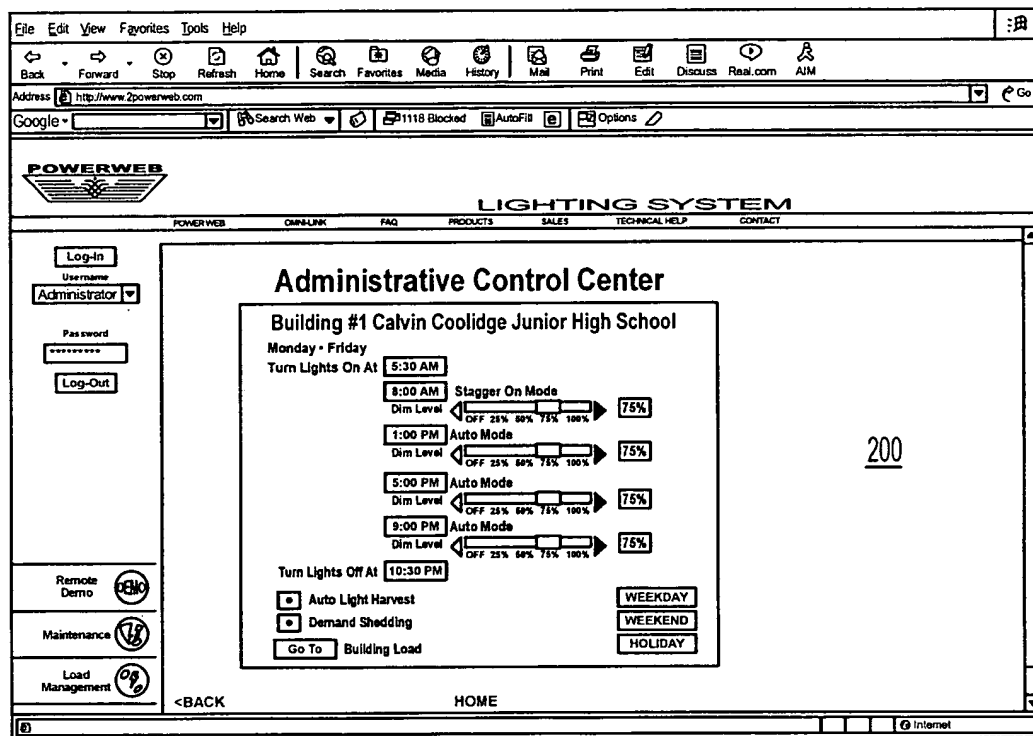 File Edit View Favorites Tools Help
Back Forward Stop Refresh Home Search Favorites Media History Mail Print Edit Discuss Real.com AIM
Address http://www.2powerweb.com Go
Google Search Web 1118 Blocked AutoFill Options
POWERWEB
LIGHTING SYSTEM
POWER WEB OMNI-LINK FAQ PRODUCTS SALES TECHNICAL HELP CONTACT
Log-In
Username
Administrator
Password
*********
Log-Out
Remote Demo DEMO
Maintenance
Load Management
Administrative Control Center
Building #1 Calvin Coolidge Junior High School
Monday - Friday
Turn Lights On At 5:30 AM
8:00 AM Stagger On Mode
Dim Level 75%
OFF 25% 50% 75% 100%
1:00 PM Auto Mode
Dim Level 75%
OFF 25% 50% 75% 100%
5:00 PM Auto Mode
Dim Level 75%
OFF 25% 50% 75% 100%
9:00 PM Auto Mode
Dim Level 75%
OFF 25% 50% 75% 100%
Turn Lights Off At 10:30 PM
Auto Light Harvest WEEKDAY
Demand Shedding WEEKEND
Go To Building Load HOLIDAY
200
<BACK HOME
Internet